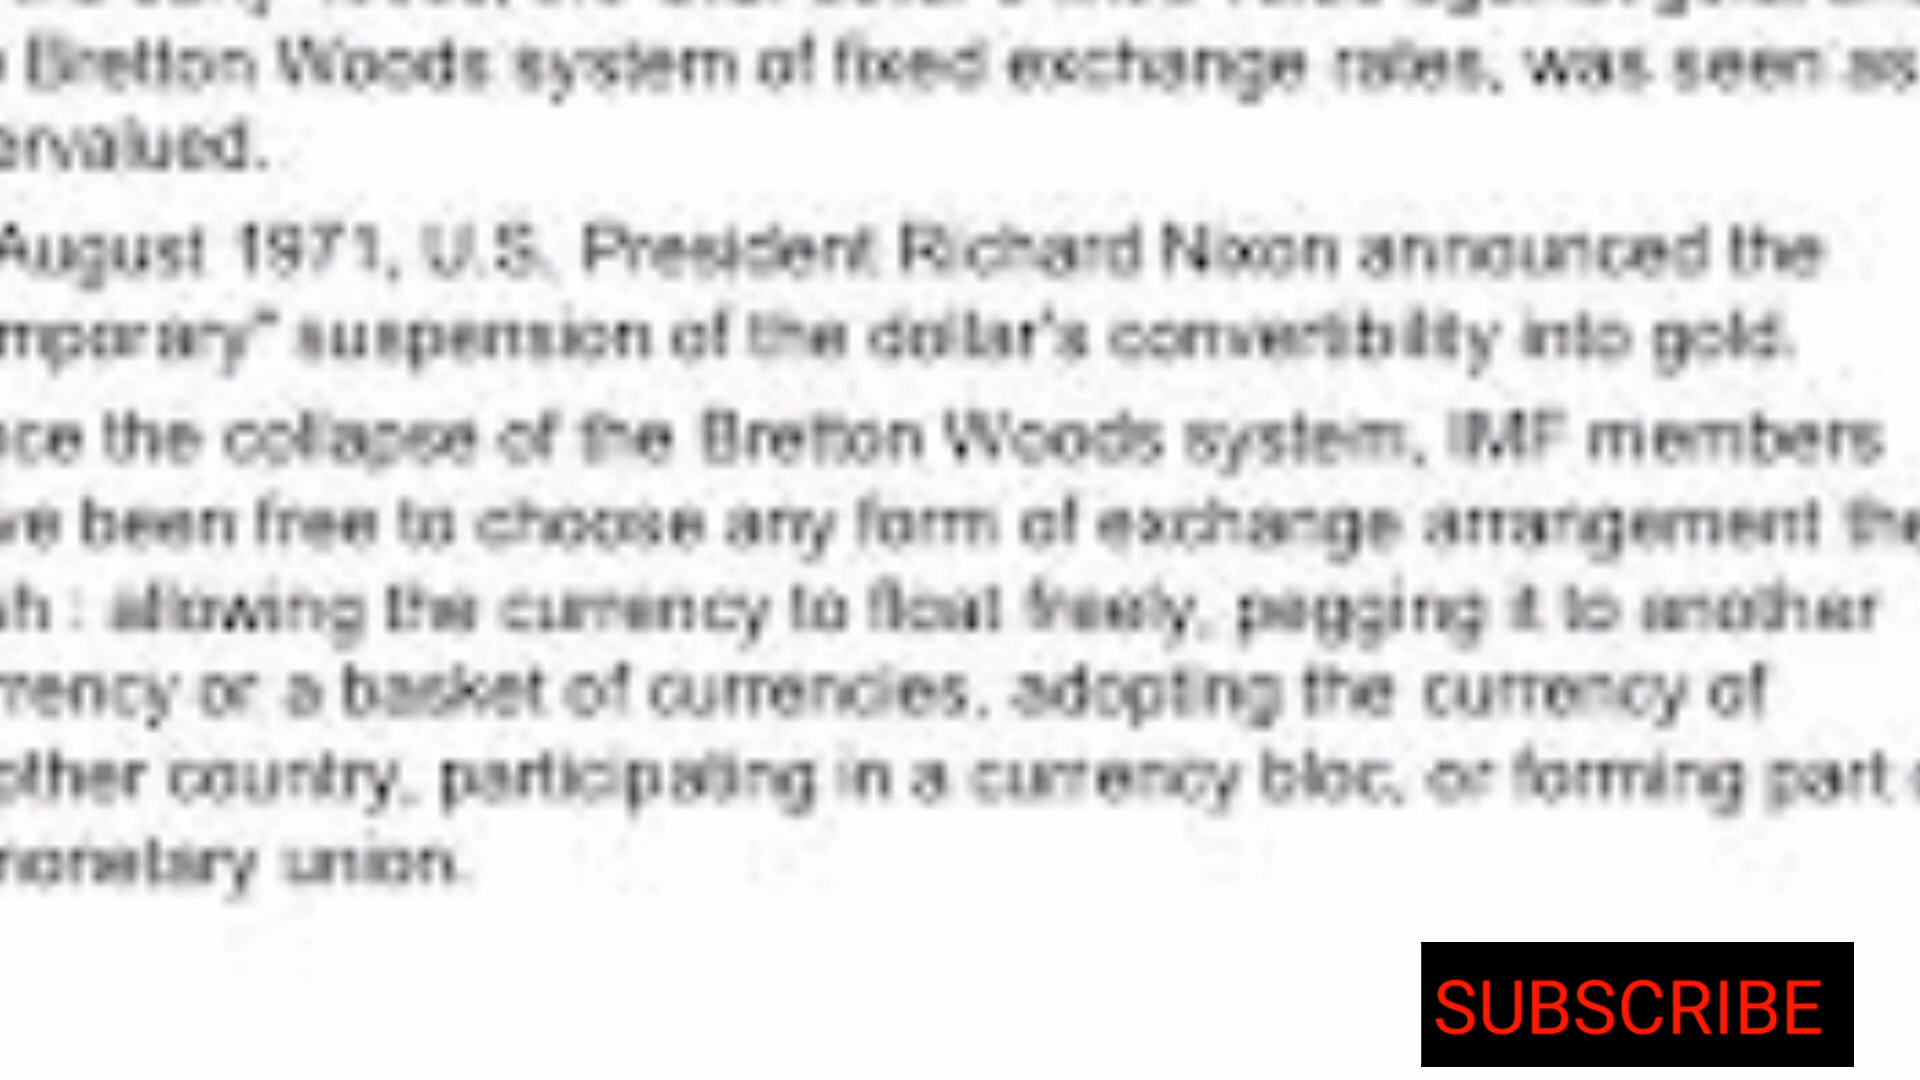 Bretton Woods system of fixed exchange rates, was seen as
ervalued.
August 1971, U.S. President Richard Nixon announced the
mporary" suspension of the dollar's convertibility into gold.
nce the collapse of the Bretton Woods system, IMF members
ve been free to choose any form of exchange arrangement the
sh : allowing the currency to float freely, pegging it to another
rrency or a basket of currencies, adopting the currency of
other country, participating in a currency bloc, or forming part
monetary union.
SUBSCRIBE